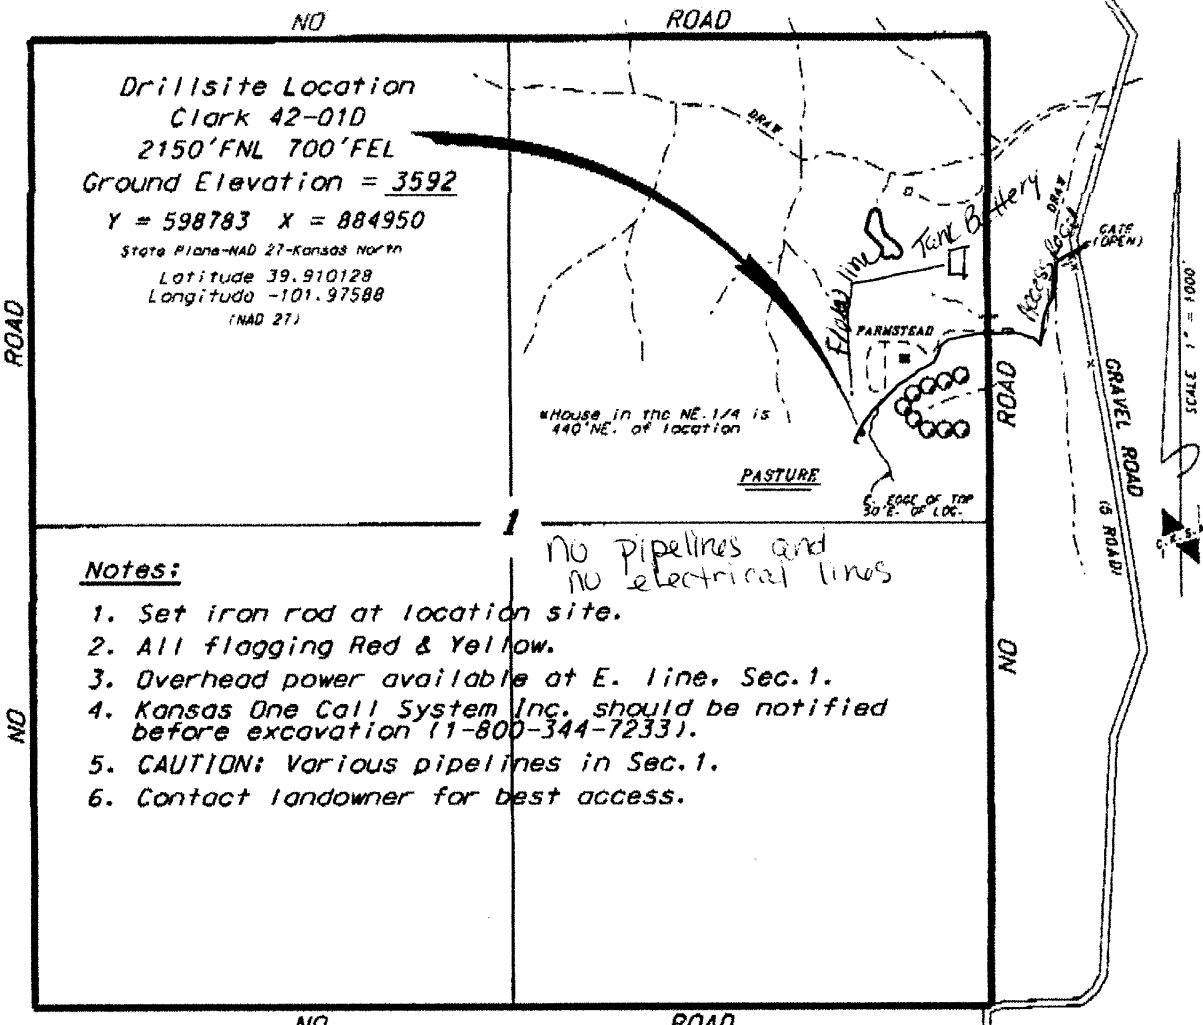 NO ROAD
Drillsite Location
Clark 42-01D
2150'FNL 700'FEL
Ground Elevation = 3592
Y = 598783 X = 884950
State Plane-NAD 27-Kansas North
Latitude 39.910128
Longitude -101.97588
(NAD 27)
DRAW
Tank Battery
Flow line
DRAW
Access Road
GATE
(OPEN)
FARMSTEAD
ROAD
ROAD
GRAVEL ROAD
(G ROAD)
SCALE 1" = 1000'
*House in the NE.1/4 is
440'NE. of location
PASTURE
E. EDGE OF TOP
50'E. OF LOC.
1
no pipelines and
no electrical lines
Notes:
1. Set iron rod at location site.
2. All flagging Red & Yellow.
3. Overhead power available at E. line, Sec.1.
4. Kansas One Call System Inc. should be notified
before excavation (1-800-344-7233).
5. CAUTION: Various pipelines in Sec.1.
6. Contact landowner for best access.
NO
NO
NO ROAD